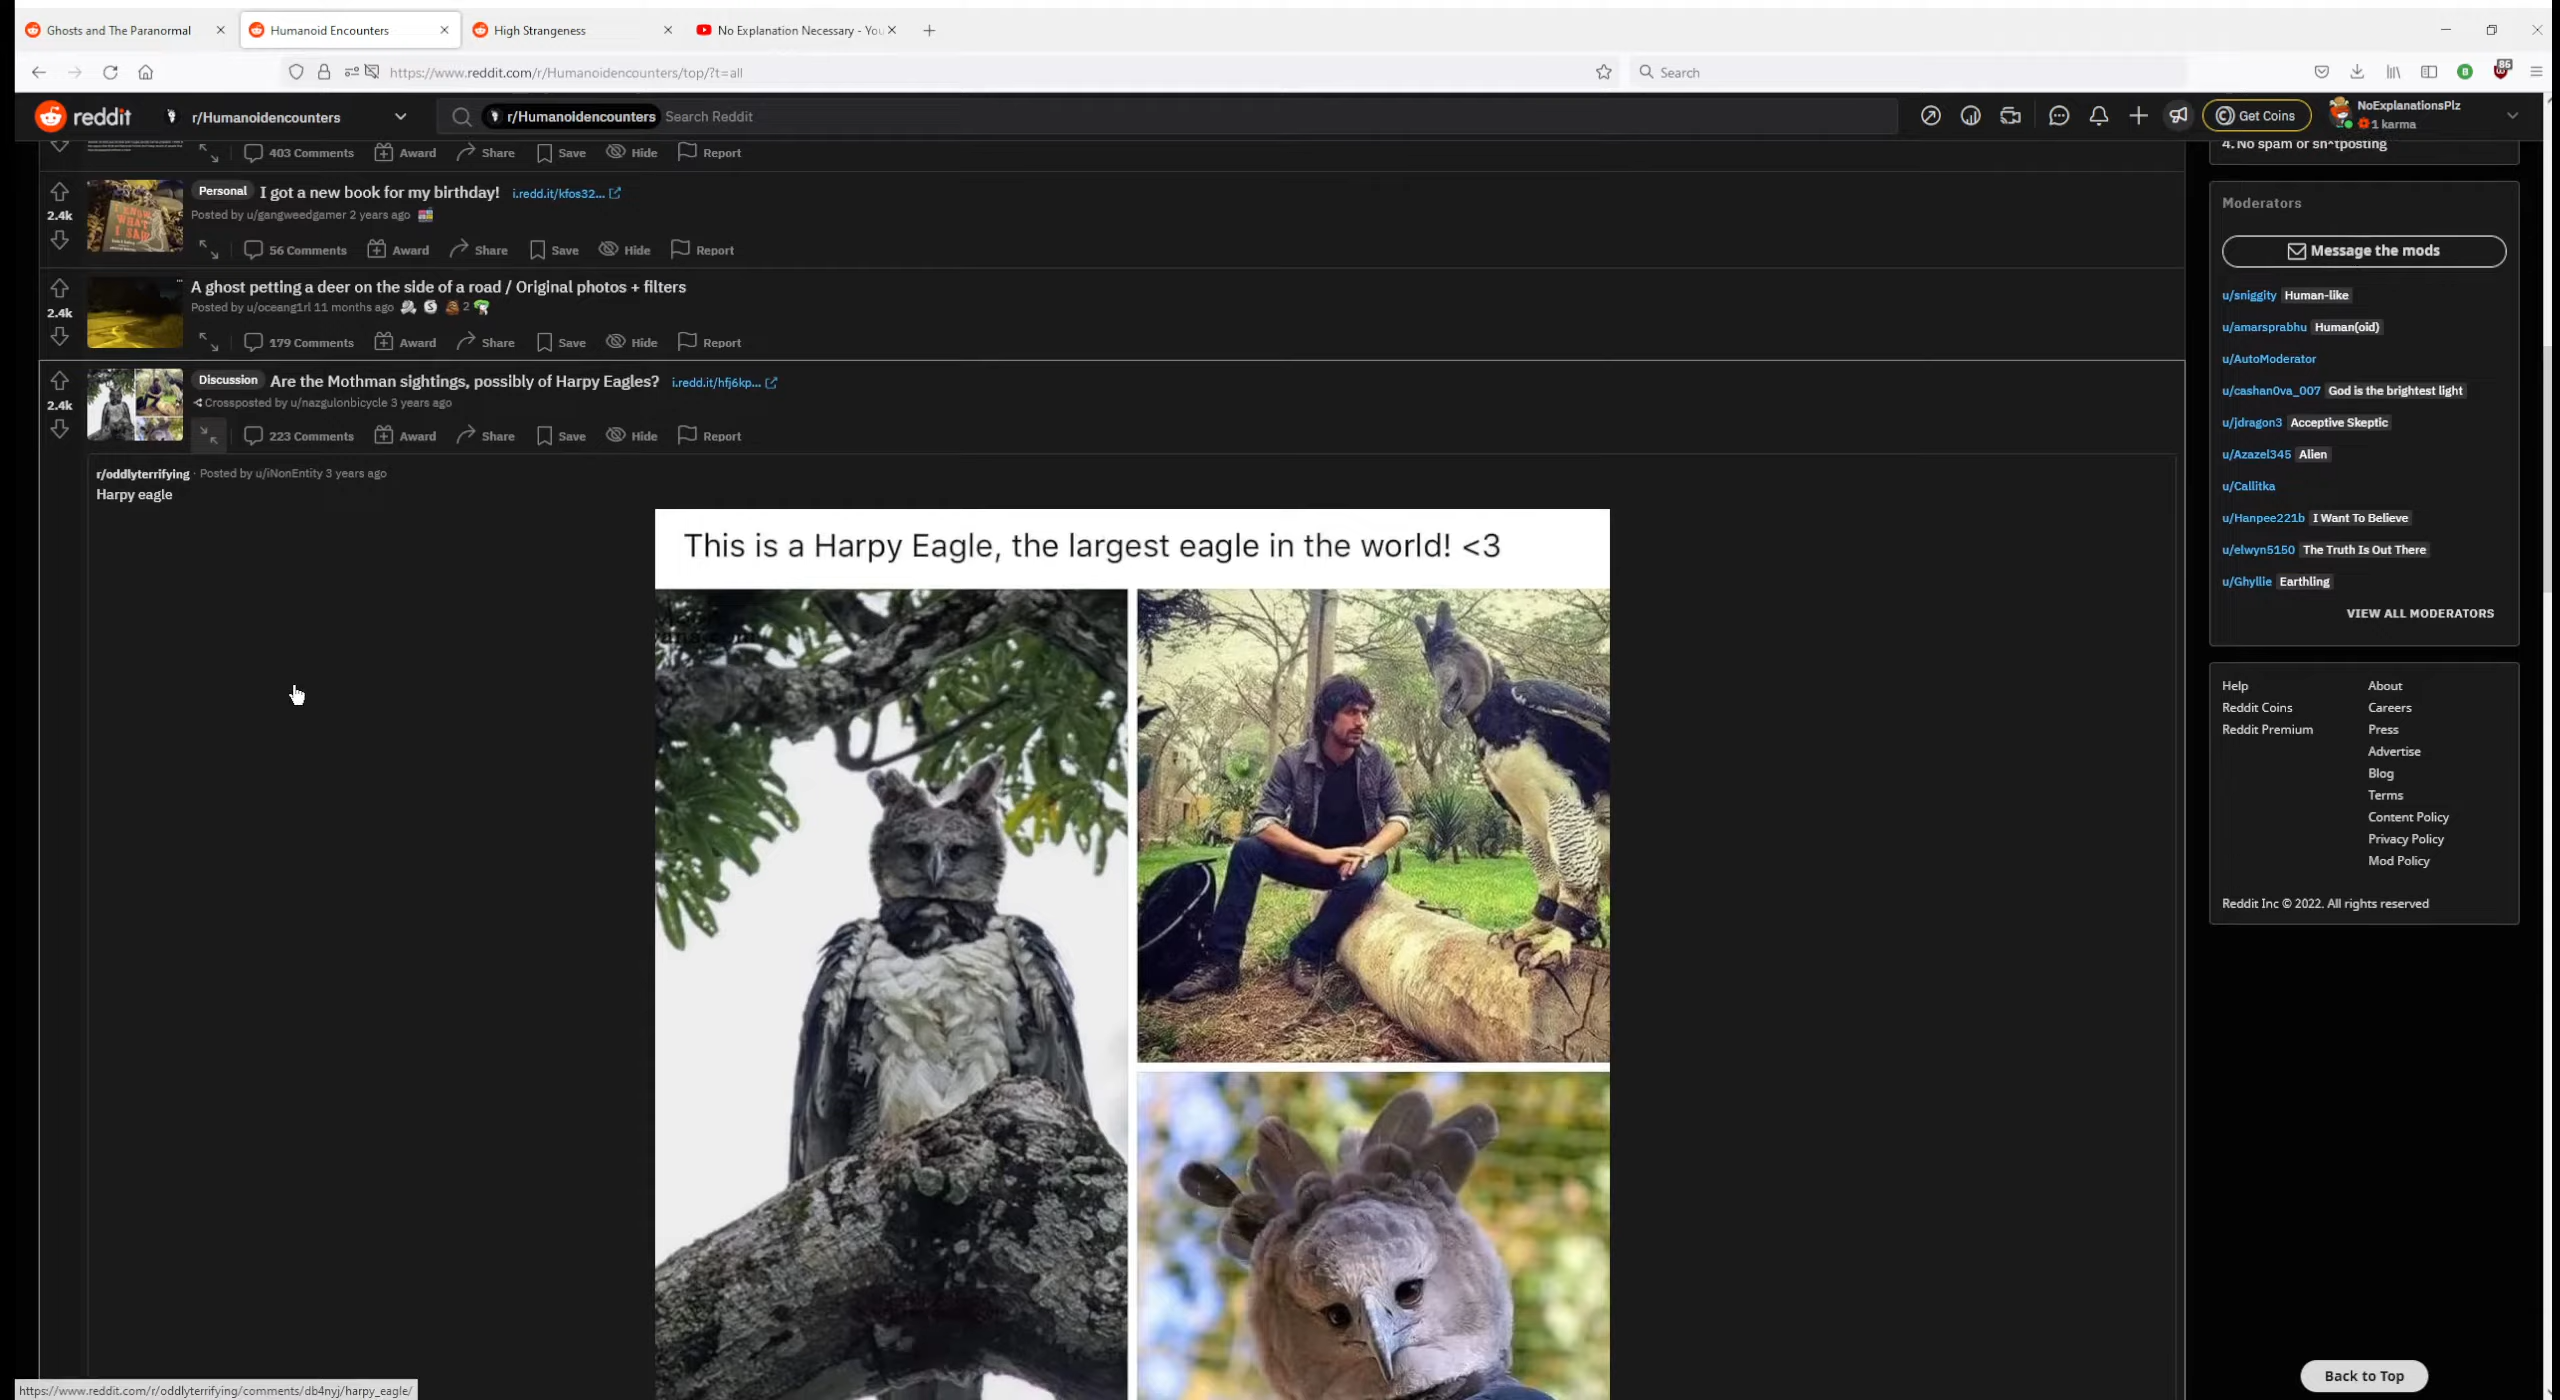 Ghosts and The Paranormal
Humanoid Encounters
High Strangeness
No Explanation Necessary - You
https://www.reddit.com/r/Humanoidencounters/top/?t=all
Search
86
reddit
r/Humanoidencounters
r/Humanoidencounters Search Reddit
Get Coins
NoExplanationsPlz
1 karma
403 Comments Award Share Save Hide Report
4. No spam or sh*tposting
2.4k
Personal I got a new book for my birthday! i.redd.it/kfos32...
Posted by u/gangweedgamer 2 years ago
56 Comments Award Share Save Hide Report
I KNOW WHAT I SAW
2.4k
A ghost petting a deer on the side of a road / Original photos + filters
Posted by u/oceang1rl 11 months ago 2
179 Comments Award Share Save Hide Report
2.4k
Discussion Are the Mothman sightings, possibly of Harpy Eagles? i.redd.it/hfj6kp...
Crossposted by u/nazgulonbicycle 3 years ago
223 Comments Award Share Save Hide Report
r/oddlyterrifying · Posted by u/iNonEntity 3 years ago
Harpy eagle
This is a Harpy Eagle, the largest eagle in the world! <3
Moderators
Message the mods
u/sniggity Human-like
u/amarsprabhu Human(oid)
u/AutoModerator
u/cashan0va_007 God is the brightest light
u/jdragon3 Acceptive Skeptic
u/Azazel345 Alien
u/Callitka
u/Hanpee221b I Want To Believe
u/elwyn5150 The Truth Is Out There
u/Ghyllie Earthling
VIEW ALL MODERATORS
Help About
Reddit Coins Careers
Reddit Premium Press
Advertise
Blog
Terms
Content Policy
Privacy Policy
Mod Policy
Reddit Inc © 2022. All rights reserved
Back to Top
https://www.reddit.com/r/oddlyterrifying/comments/db4nyj/harpy_eagle/